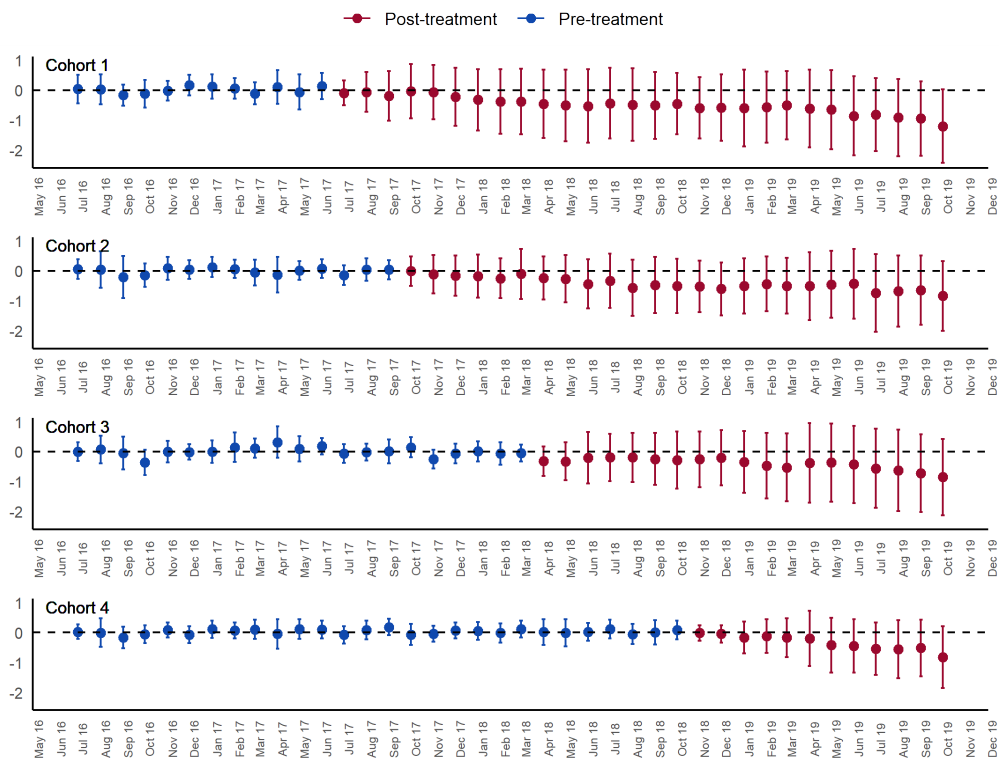 Post-treatment Pre-treatment
Cohort 1
1
0
-1
-2
May 16 Jun 16 Jul 16 Aug 16 Sep 16 Oct 16 Nov 16 Dec 16 Jan 17 Feb 17 Mar 17 Apr 17 May 17 Jun 17 Jul 17 Aug 17 Sep 17 Oct 17 Nov 17 Dec 17 Jan 18 Feb 18 Mar 18 Apr 18 May 18 Jun 18 Jul 18 Aug 18 Sep 18 Oct 18 Nov 18 Dec 18 Jan 19 Feb 19 Mar 19 Apr 19 May 19 Jun 19 Jul 19 Aug 19 Sep 19 Oct 19 Nov 19 Dec 19
Cohort 2
1
0
-1
-2
May 16 Jun 16 Jul 16 Aug 16 Sep 16 Oct 16 Nov 16 Dec 16 Jan 17 Feb 17 Mar 17 Apr 17 May 17 Jun 17 Jul 17 Aug 17 Sep 17 Oct 17 Nov 17 Dec 17 Jan 18 Feb 18 Mar 18 Apr 18 May 18 Jun 18 Jul 18 Aug 18 Sep 18 Oct 18 Nov 18 Dec 18 Jan 19 Feb 19 Mar 19 Apr 19 May 19 Jun 19 Jul 19 Aug 19 Sep 19 Oct 19 Nov 19 Dec 19
Cohort 3
1
0
-1
-2
May 16 Jun 16 Jul 16 Aug 16 Sep 16 Oct 16 Nov 16 Dec 16 Jan 17 Feb 17 Mar 17 Apr 17 May 17 Jun 17 Jul 17 Aug 17 Sep 17 Oct 17 Nov 17 Dec 17 Jan 18 Feb 18 Mar 18 Apr 18 May 18 Jun 18 Jul 18 Aug 18 Sep 18 Oct 18 Nov 18 Dec 18 Jan 19 Feb 19 Mar 19 Apr 19 May 19 Jun 19 Jul 19 Aug 19 Sep 19 Oct 19 Nov 19 Dec 19
Cohort 4
1
0
-1
-2
May 16 Jun 16 Jul 16 Aug 16 Sep 16 Oct 16 Nov 16 Dec 16 Jan 17 Feb 17 Mar 17 Apr 17 May 17 Jun 17 Jul 17 Aug 17 Sep 17 Oct 17 Nov 17 Dec 17 Jan 18 Feb 18 Mar 18 Apr 18 May 18 Jun 18 Jul 18 Aug 18 Sep 18 Oct 18 Nov 18 Dec 18 Jan 19 Feb 19 Mar 19 Apr 19 May 19 Jun 19 Jul 19 Aug 19 Sep 19 Oct 19 Nov 19 Dec 19